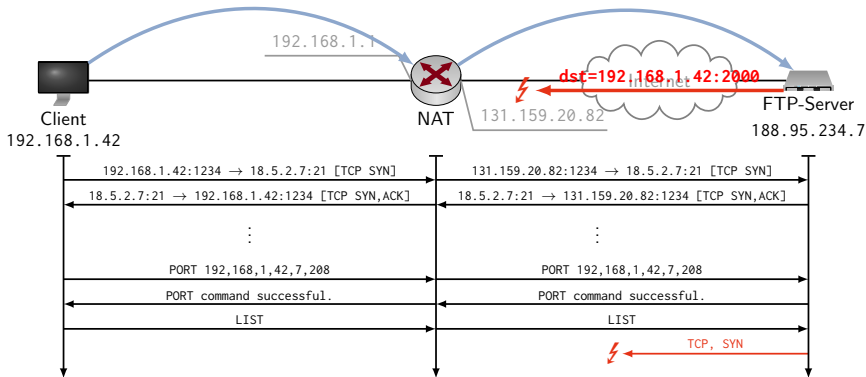 192.168.1.1
dst=192.168.1.42:2000
Internet
Client
192.168.1.42
NAT
131.159.20.82
FTP-Server
188.95.234.7
192.168.1.42:1234 → 18.5.2.7:21 [TCP SYN]
131.159.20.82:1234 → 18.5.2.7:21 [TCP SYN]
18.5.2.7:21 → 192.168.1.42:1234 [TCP SYN,ACK]
18.5.2.7:21 → 131.159.20.82:1234 [TCP SYN,ACK]
⋮
⋮
PORT 192,168,1,42,7,208
PORT 192,168,1,42,7,208
PORT command successful.
PORT command successful.
LIST
LIST
TCP, SYN